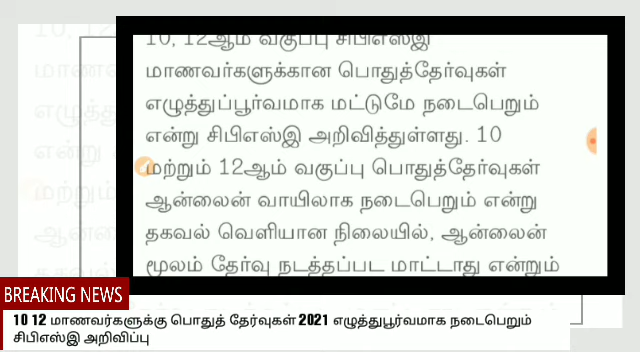 10, 12ஆம் வகுப்பு சிபிஎஸ்இ
மாணவர்களுக்கான பொதுத்தேர்வுகள்
எழுத்துப்பூர்வமாக மட்டுமே நடைபெறும்
என்று சிபிஎஸ்இ அறிவித்துள்ளது. 10
மற்றும் 12ஆம் வகுப்பு பொதுத்தேர்வுகள்
ஆன்லைன் வாயிலாக நடைபெறும் என்று
தகவல் வெளியான நிலையில், ஆன்லைன்
மூலம் தேர்வு நடத்தப்பட மாட்டாது என்றும்
BREAKING NEWS
10 12 மாணவர்களுக்கு பொதுத் தேர்வுகள் 2021 எழுத்துபூர்வமாக நடைபெறும்
சிபிஎஸ்இ அறிவிப்பு